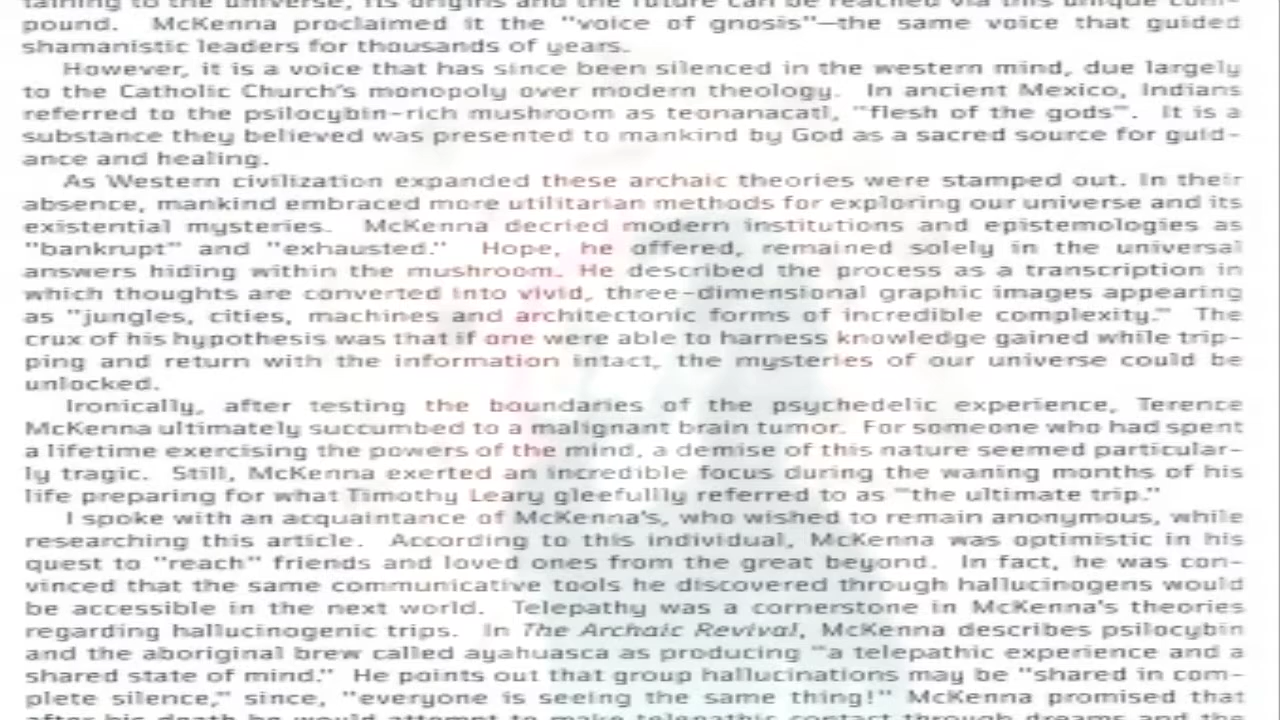 taining to the universe, its origins and the future can be reached via this unique com-
pound. McKenna proclaimed it the "voice of gnosis"—the same voice that guided
shamanistic leaders for thousands of years.
However, it is a voice that has since been silenced in the western mind, due largely
to the Catholic Church's monopoly over modern theology. In ancient Mexico, Indians
referred to the psilocybin-rich mushroom as teonanacatl, "flesh of the gods". It is a
substance they believed was presented to mankind by God as a sacred source for guid-
ance and healing.
As Western civilization expanded these archaic theories were stamped out. In their
absence, mankind embraced more utilitarian methods for exploring our universe and its
existential mysteries. McKenna decried modern institutions and epistemologies as
"bankrupt" and "exhausted." Hope, he offered, remained solely in the universal
answers hiding within the mushroom. He described the process as a transcription in
which thoughts are converted into vivid, three-dimensional graphic images appearing
as "jungles, cities, machines and architectonic forms of incredible complexity." The
crux of his hypothesis was that if one were able to harness knowledge gained while trip-
ping and return with the information intact, the mysteries of our universe could be
unlocked.
Ironically, after testing the boundaries of the psychedelic experience, Terence
McKenna ultimately succumbed to a malignant brain tumor. For someone who had spent
a lifetime exercising the powers of the mind, a demise of this nature seemed particular-
ly tragic. Still, McKenna exerted an incredible focus during the waning months of his
life preparing for what Timothy Leary gleefullly referred to as "the ultimate trip."
I spoke with an acquaintance of McKenna's, who wished to remain anonymous, while
researching this article. According to this individual, McKenna was optimistic in his
quest to "reach" friends and loved ones from the great beyond. In fact, he was con-
vinced that the same communicative tools he discovered through hallucinogens would
be accessible in the next world. Telepathy was a cornerstone in McKenna's theories
regarding hallucinogenic trips. In The Archaic Revival, McKenna describes psilocybin
and the aboriginal brew called ayahuasca as producing "a telepathic experience and a
shared state of mind." He points out that group hallucinations may be "shared in com-
plete silence," since, "everyone is seeing the same thing!" McKenna promised that
after his death he would attempt to make telepathic contact through dreams and the